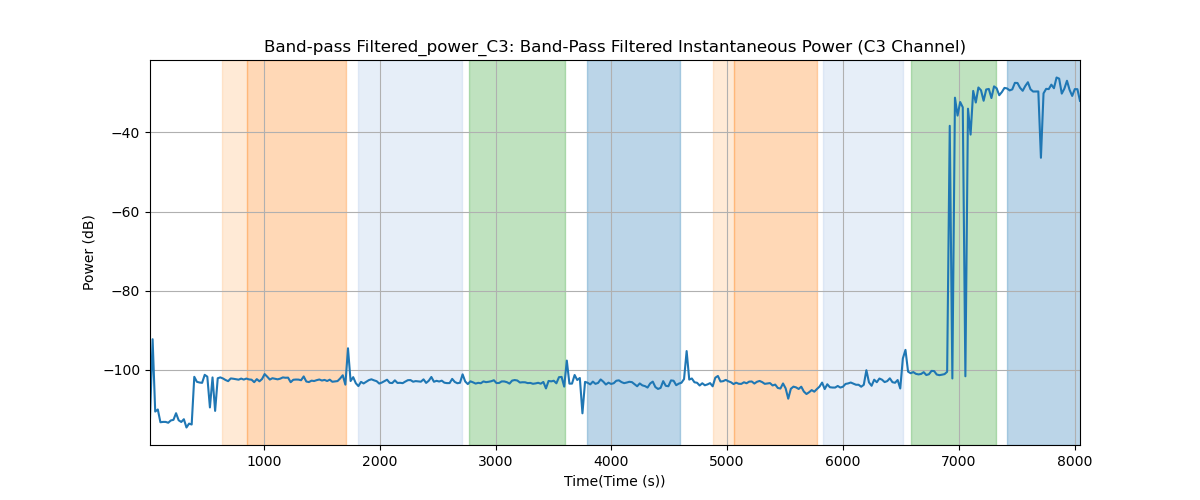 Band-pass Filtered_power_C3: Band-Pass Filtered Instantaneous Power (C3 Channel)
Power (dB)
−40
−60
−80
−100
1000 2000 3000 4000 5000 6000 7000 8000
Time(Time (s))